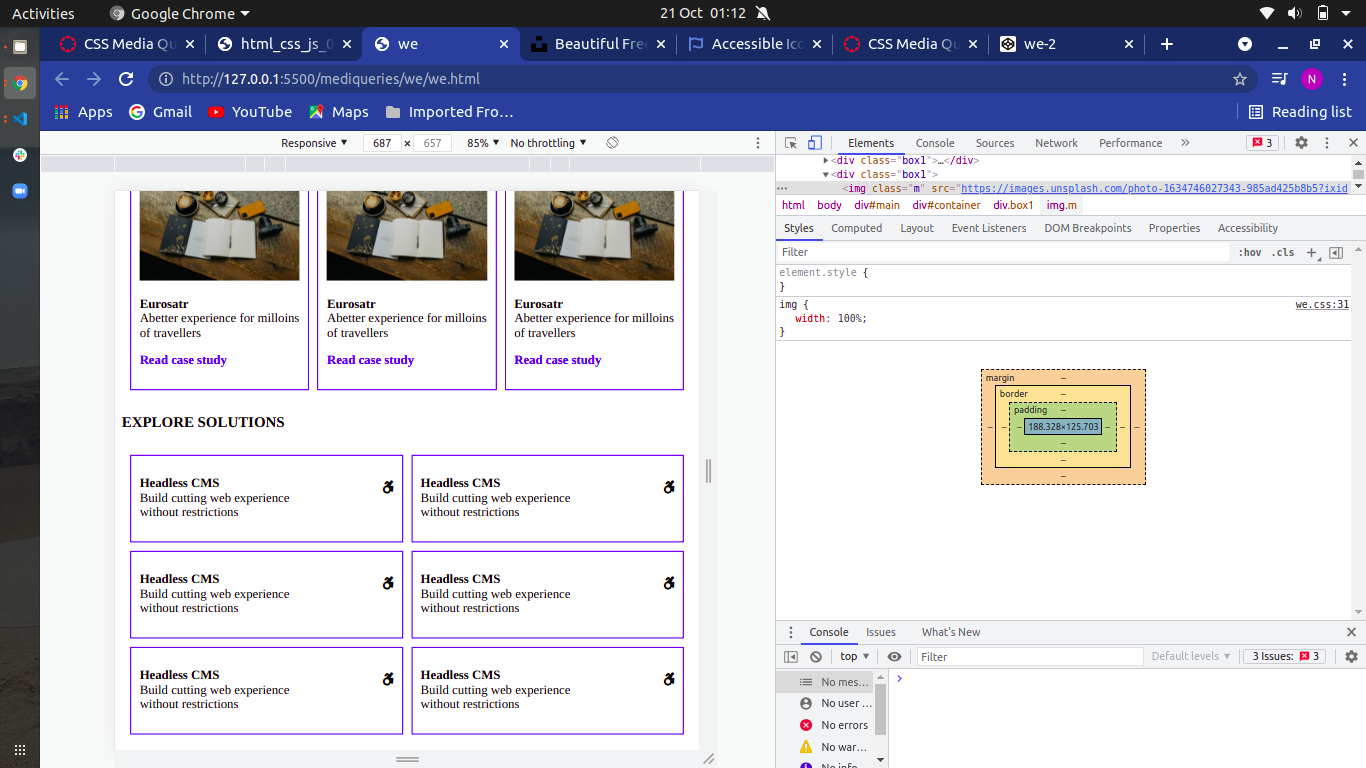 Activities
Google Chrome
21 Oct 01:12
CSS Media Qu
html_css_js_0
we
Beautiful Fre
Accessible Ico
CSS Media Qu
we-2
http://127.0.0.1:5500/mediqueries/we/we.html
N
Apps
Gmail
YouTube
Maps
Imported Fro…
Reading list
Responsive
687 × 657
85%
No throttling
Eurosatr
Abetter experience for milloins
of travellers
Read case study
Eurosatr
Abetter experience for milloins
of travellers
Read case study
Eurosatr
Abetter experience for milloins
of travellers
Read case study
EXPLORE SOLUTIONS
Headless CMS
Build cutting web experience
without restrictions
Headless CMS
Build cutting web experience
without restrictions
Headless CMS
Build cutting web experience
without restrictions
Headless CMS
Build cutting web experience
without restrictions
Headless CMS
Build cutting web experience
without restrictions
Headless CMS
Build cutting web experience
without restrictions
Elements Console Sources Network Performance » 3
<div class="box1">…</div>
<div class="box1">
<img class="m" src="https://images.unsplash.com/photo-1634746027343-985ad425b8b5?ixid
html body div#main div#container div.box1 img.m
Styles Computed Layout Event Listeners DOM Breakpoints Properties Accessibility
Filter :hov .cls +
element.style {
}
img { we.css:31
width: 100%;
}
margin –
border –
padding –
– – – 188.328×125.703 – – –
–
–
–
Console Issues What's New
top Filter Default levels 3 Issues: 3
No mes…
No user …
No errors
No war…
No info